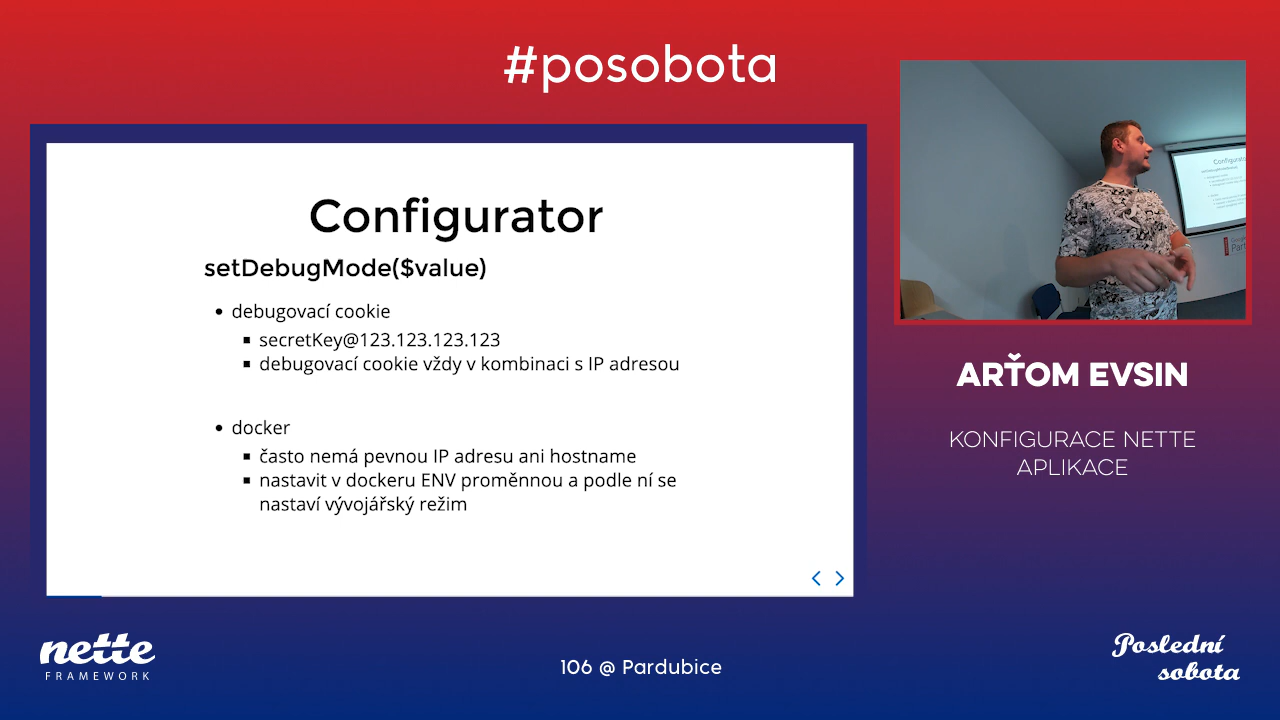 #posobota
Configurator
setDebugMode($value)
debugovací cookie
secretKey@123.123.123.123
debugovací cookie vždy v kombinaci s IP adresou
docker
často nemá pevnou IP adresu ani hostname
nastavit v dockeru ENV proměnnou a podle ní se
nastaví vývojářský režim
Configurator
ARŤOM EVSIN
KONFIGURACE NETTE
APLIKACE
nette
FRAMEWORK
106 @ Pardubice
Poslední
sobota